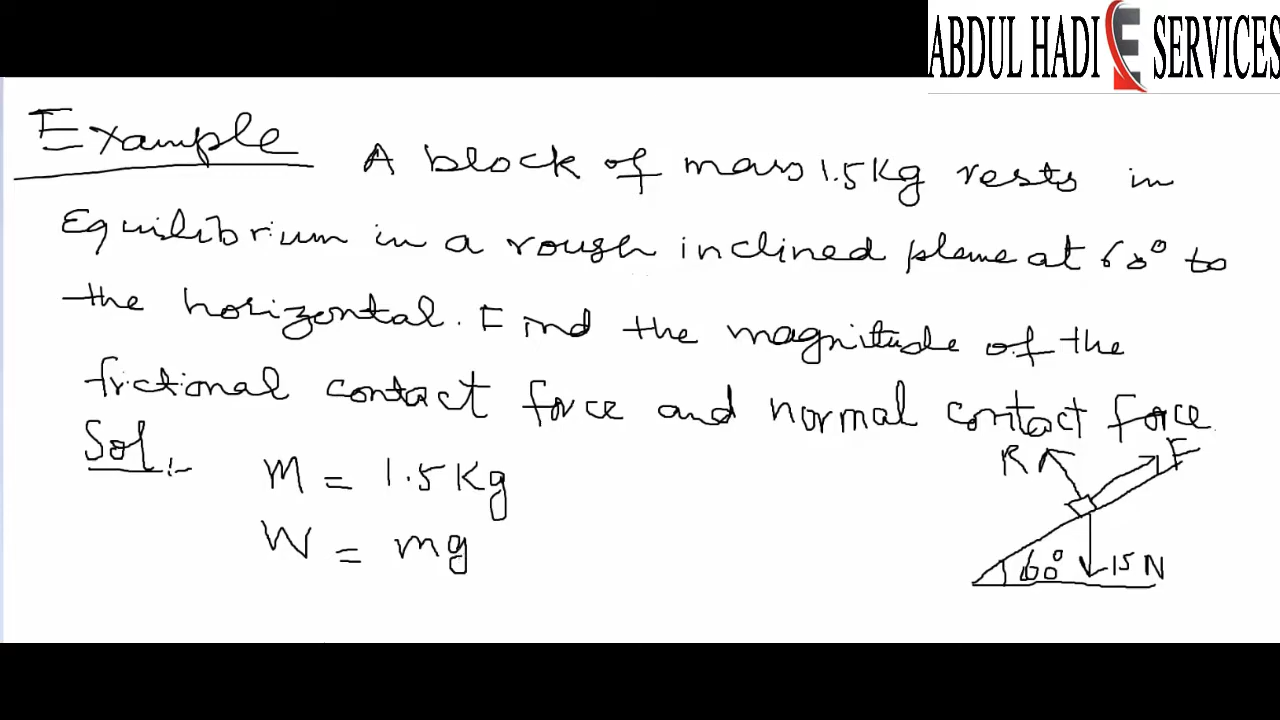 ABDUL HADI E SERVICES
Example A block of mass 1.5Kg rests in
Equilibrium in a rough inclined plane at 60° to
the horizontal. Find the magnitude of the
frictional contact force and normal contact force
Sol:-
m = 1.5Kg
W = mg
R F
60° 15 N